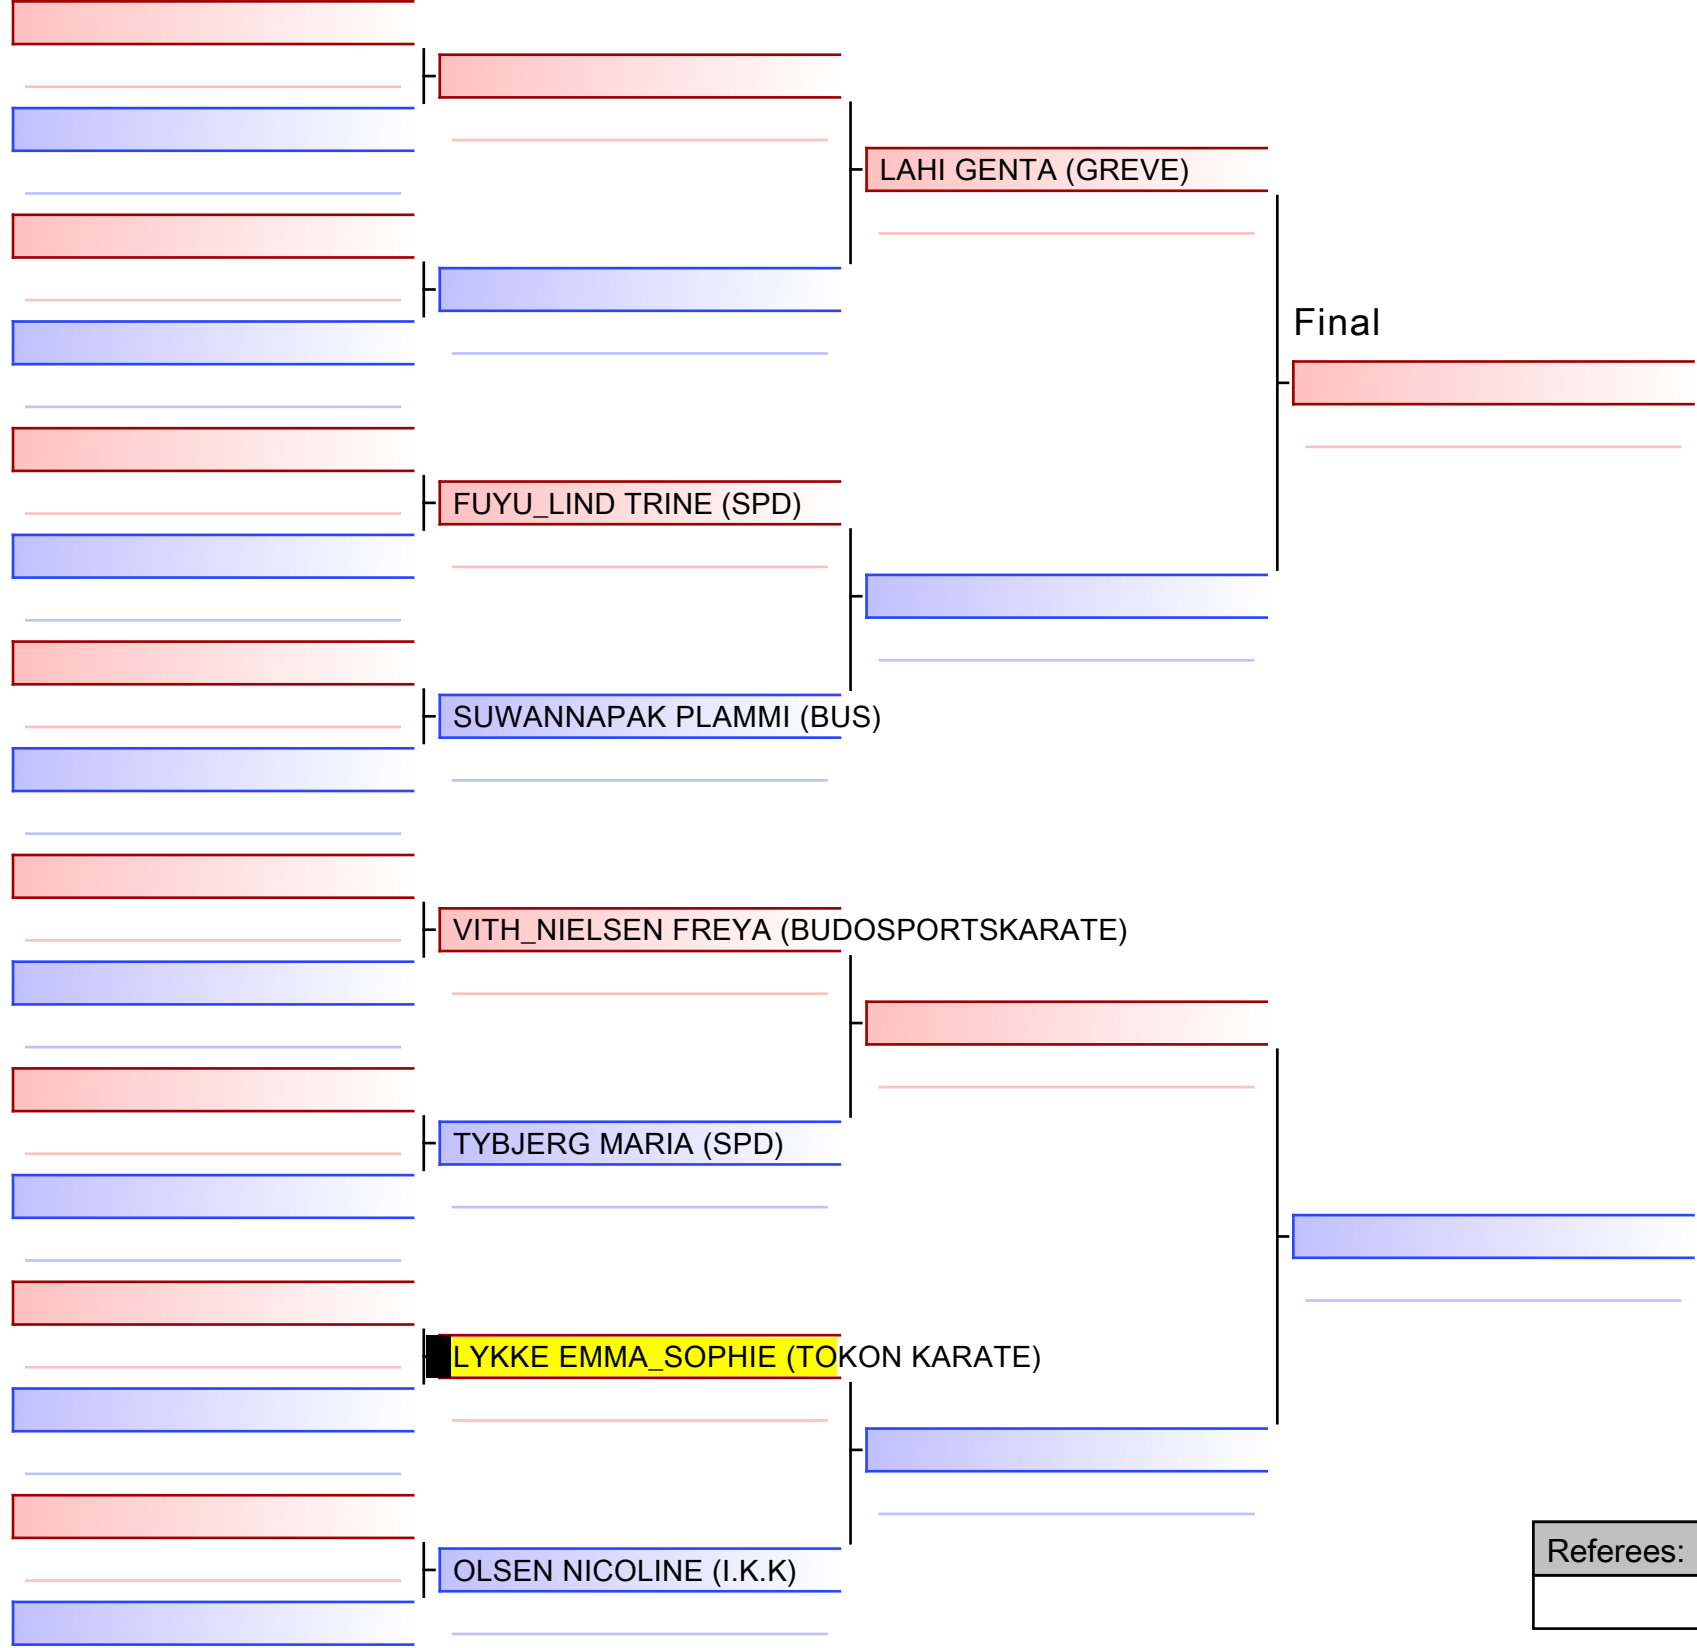 LAHI GENTA (GREVE)
Final
FUYU_LIND TRINE (SPD)
SUWANNAPAK PLAMMI (BUS)
VITH_NIELSEN FREYA (BUDOSPORTSKARATE)
TYBJERG MARIA (SPD)
LYKKE EMMA_SOPHIE (TOKON KARATE)
OLSEN NICOLINE (I.K.K)
Referees: